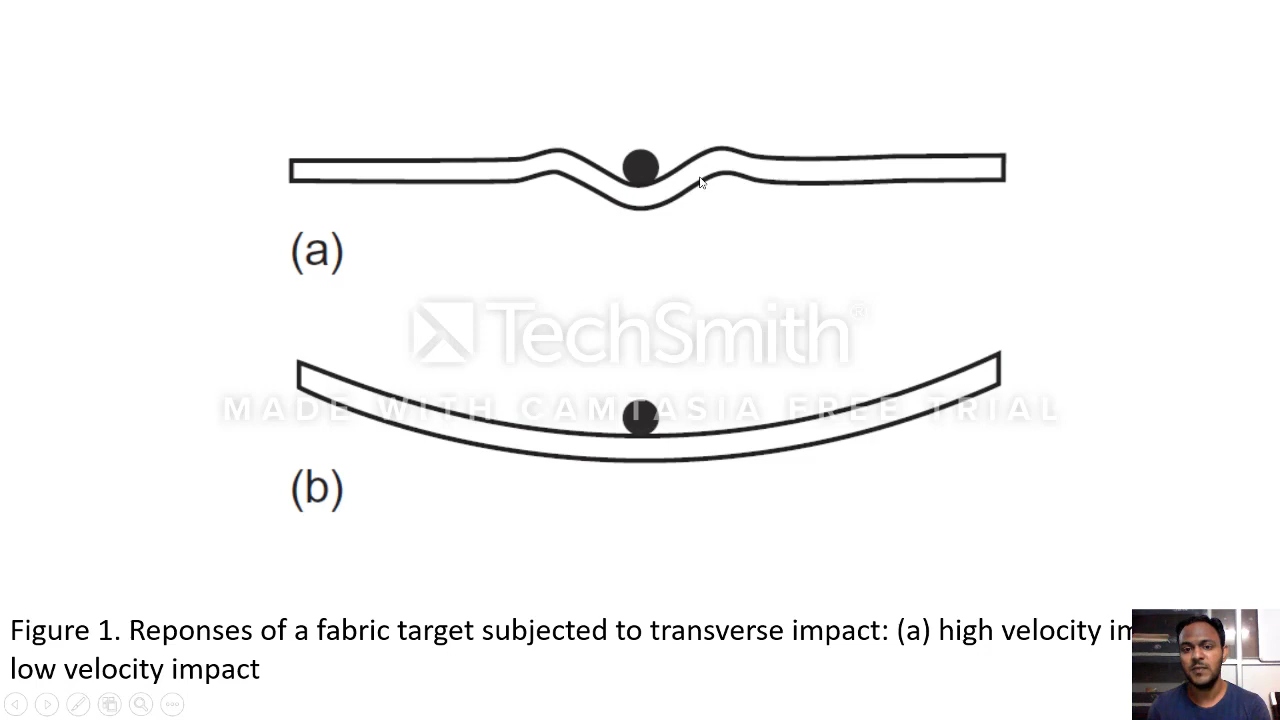 (a)
TechSmith®
MADE WITH CAMTASIA FREE TRIAL
(b)
Figure 1. Reponses of a fabric target subjected to transverse impact: (a) high velocity
low velocity impact